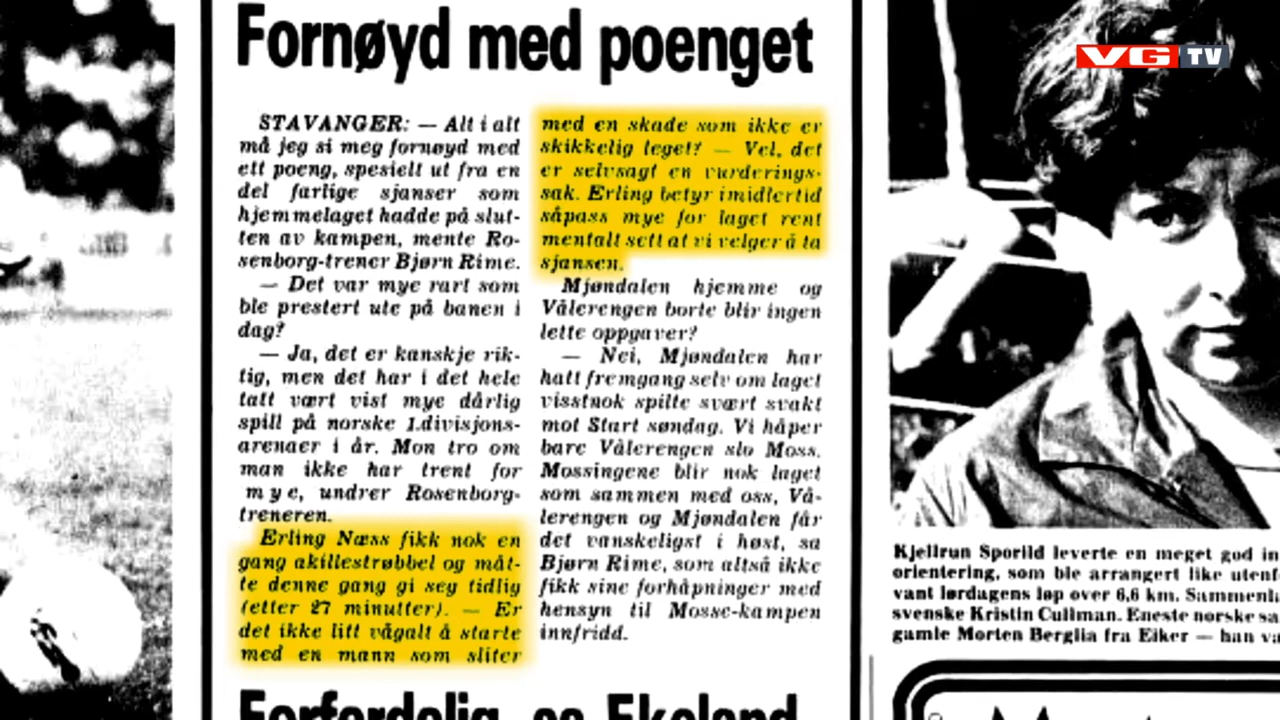 Fornøyd med poenget
VG TV
STAVANGER: — Alt i alt
må jeg si meg fornøyd med
ett poeng, spesielt ut fra en
del farlige sjanser som
hjemmelaget hadde på slut-
ten av kampen, mente Ro-
senborg-trener Bjørn Rime.
— Det var mye rart som
ble prestert ute på banen i
dag?
— Ja, det er kanskje rik-
tig, men det har i det hele
tatt vært vist mye dårlig
spill på norske 1.divisjons-
arenaer i år. Mon tro om
man ikke har trent for
mye, undrer Rosenborg-
treneren.
Erling Næss fikk nok en
gang akillestrøbbel og måt-
te denne gang gi seg tidlig
(etter 27 minutter). — Er
det ikke litt vågalt å starte
med en mann som sliter
med en skade som ikke er
skikkelig leget? — Vel, det
er selvsagt en vurderings-
sak. Erling betyr imidlertid
såpass mye for laget rent
mentalt sett at vi velger å ta
sjansen.
Mjøndalen hjemme og
Vålerengen borte blir ingen
lette oppgaver?
— Nei, Mjøndalen har
hatt fremgang selv om laget
visstnok spilte svært svakt
mot Start søndag. Vi håper
bare Vålerengen slo Moss.
Mossingene blir nok laget
som sammen med oss, Vå-
lerengen og Mjøndalen får
det vanskeligst i høst, sa
Bjørn Rime, som altså ikke
fikk sine forhåpninger med
hensyn til Mosse-kampen
innfridd.
Kjellrun Sporild leverte en meget god in
orientering, som ble arrangert like utenf
vant lørdagens løp over 6,6 km. Sammenl
svenske Kristin Cullman. Eneste norske sa
gamle Morten Berglia fra Eiker — han va